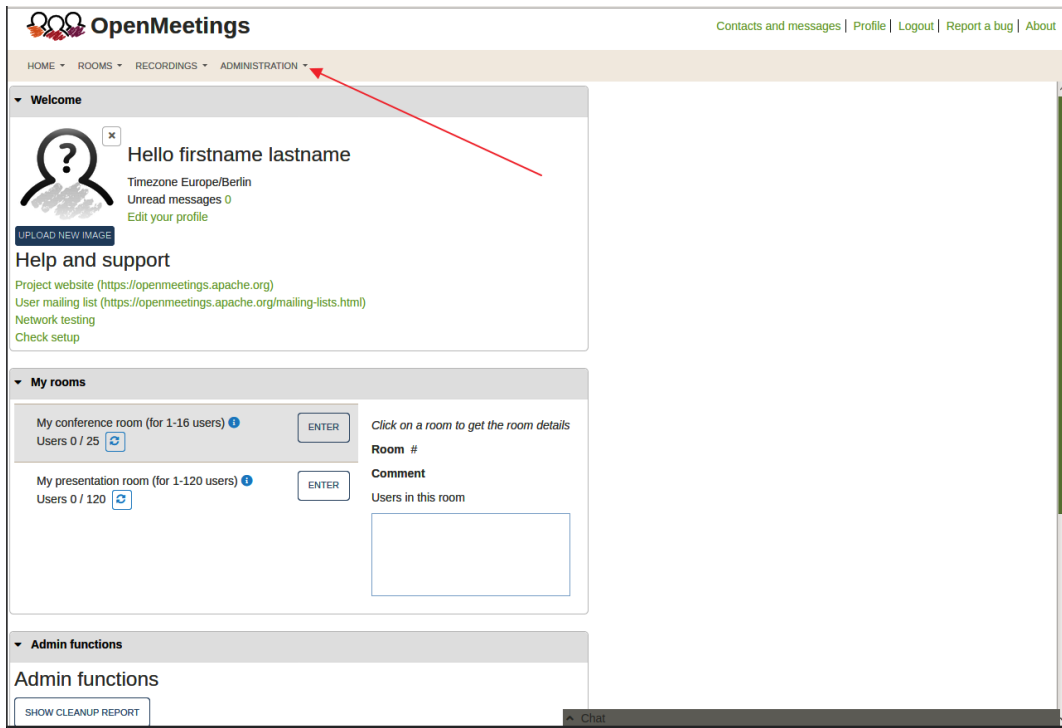 OpenMeetings
Contacts and messages | Profile | Logout | Report a bug | About
HOME ROOMS RECORDINGS ADMINISTRATION
Welcome
Hello firstname lastname
Timezone Europe/Berlin
Unread messages 0
Edit your profile
UPLOAD NEW IMAGE
Help and support
Project website (https://openmeetings.apache.org)
User mailing list (https://openmeetings.apache.org/mailing-lists.html)
Network testing
Check setup
My rooms
My conference room (for 1-16 users)
Users 0 / 25
ENTER
My presentation room (for 1-120 users)
Users 0 / 120
ENTER
Click on a room to get the room details
Room #
Comment
Users in this room
Admin functions
Admin functions
SHOW CLEANUP REPORT
Chat